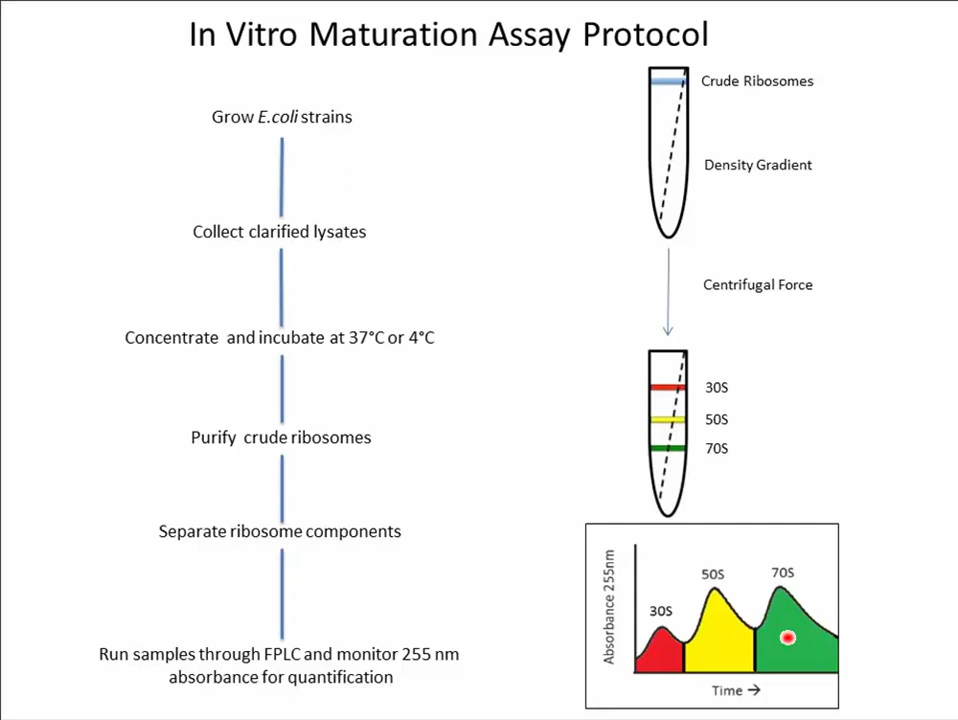 In Vitro Maturation Assay Protocol
Grow E.coli strains
Collect clarified lysates
Concentrate and incubate at 37°C or 4°C
Purify crude ribosomes
Separate ribosome components
Run samples through FPLC and monitor 255 nm
absorbance for quantification
Crude Ribosomes
Density Gradient
Centrifugal Force
30S
50S
70S
Absorbance 255nm
30S
50S
70S
Time →